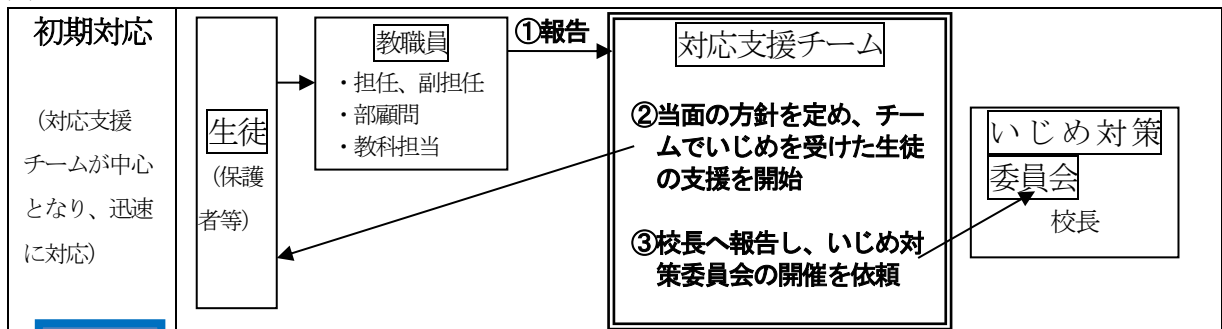 初期対応
(対応支援
チームが中心
となり、迅速
に対応)
生徒
(保護
者等)
教職員
・担任、副担任
・部顧問
・教科担当
①報告
対応支援チーム
②当面の方針を定め、チー
ムでいじめを受けた生徒
の支援を開始
③校長へ報告し、いじめ対
策委員会の開催を依頼
いじめ対策
委員会
校長